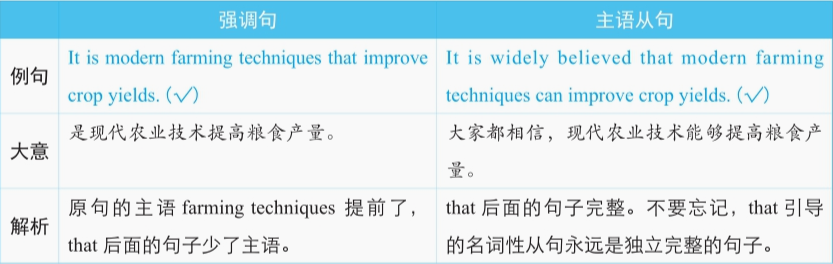 强调句 主语从句
例句
It is modern farming techniques that improve
crop yields. (√)
It is widely believed that modern farming
techniques can improve crop yields. (√)
大意
是现代农业技术提高粮食产量。
大家都相信，现代农业技术能够提高粮食产
量。
解析
原句的主语 farming techniques 提前了，
that 后面的句子少了主语。
that 后面的句子完整。不要忘记，that 引导
的名词性从句永远是独立完整的句子。